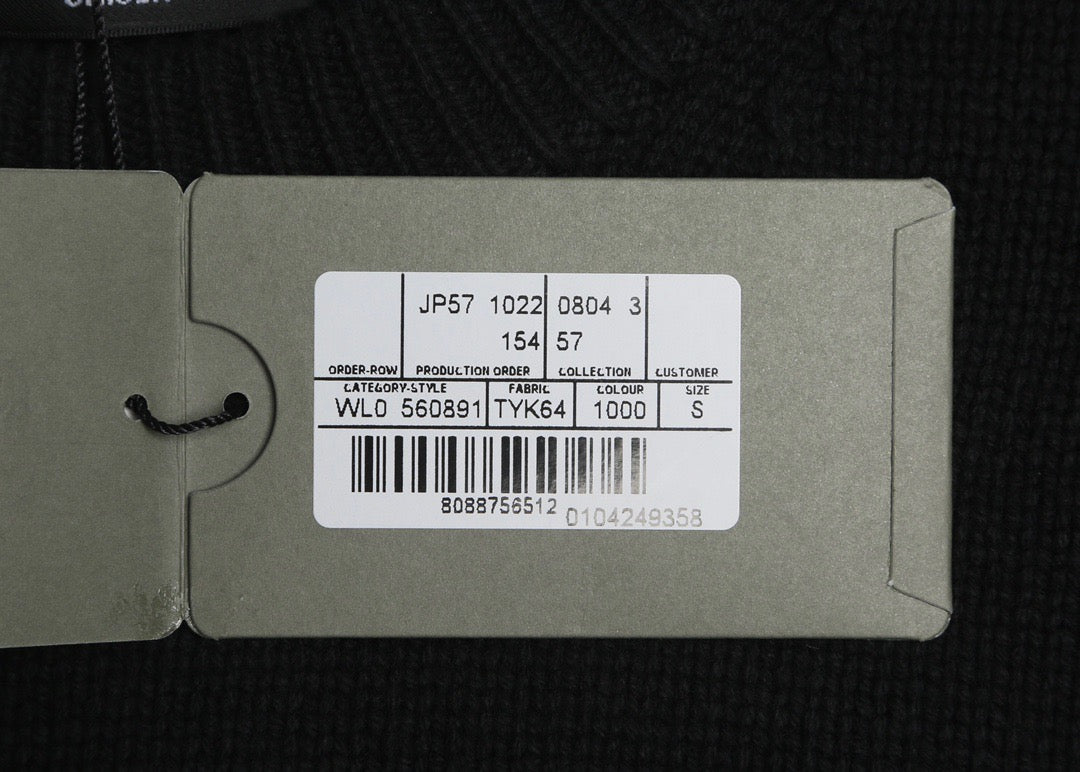 JP57 1022 0804 3
154 57
ORDER-ROW PRODUCTION ORDER COLLECTION CUSTOMER
CATEGORY-STYLE FABRIC COLOUR SIZE
WL0 560891 TYK64 1000 S
8088756512
0104249358